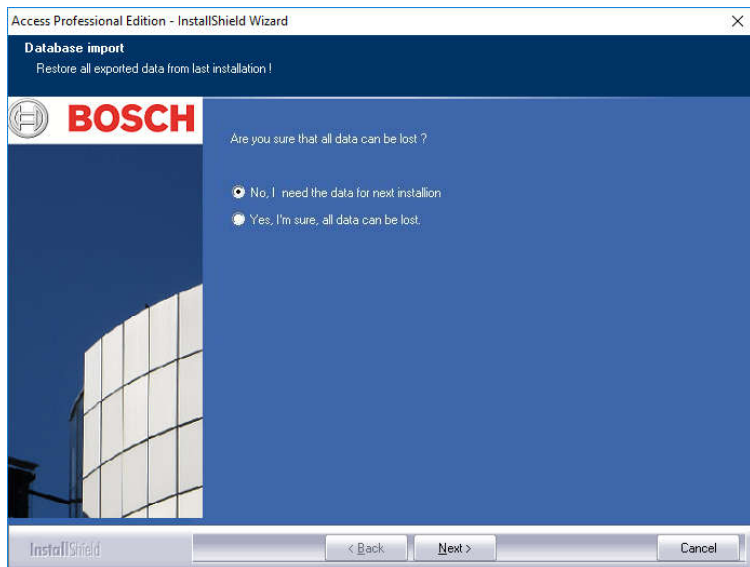 Access Professional Edition - InstallShield Wizard
Database import
Restore all exported data from last installation !
BOSCH
Are you sure that all data can be lost ?
No, I need the data for next installion
Yes, I'm sure, all data can be lost.
InstallShield
< Back
Next >
Cancel